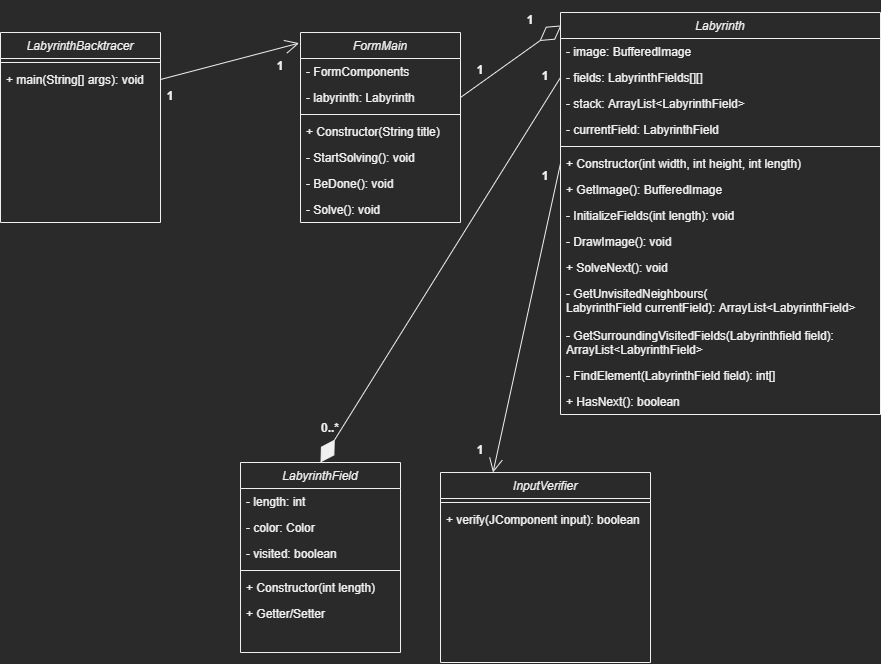 LabyrinthBacktracer
+ main(String[] args): void
1
1
FormMain
- FormComponents
- labyrinth: Labyrinth
+ Constructor(String title)
- StartSolving(): void
- BeDone(): void
- Solve(): void
1
1
Labyrinth
- image: BufferedImage
- fields: LabyrinthFields[][]
- stack: ArrayList<LabyrinthField>
- currentField: LabyrinthField
+ Constructor(int width, int height, int length)
+ GetImage(): BufferedImage
- InitializeFields(int length): void
- DrawImage(): void
+ SolveNext(): void
- GetUnvisitedNeighbours(
LabyrinthField currentField): ArrayList<LabyrinthField>
- GetSurroundingVisitedFields(Labyrinthfield field):
ArrayList<LabyrinthField>
- FindElement(LabyrinthField field): int[]
+ HasNext(): boolean
1
1
0..*
1
LabyrinthField
- length: int
- color: Color
- visited: boolean
+ Constructor(int length)
+ Getter/Setter
InputVerifier
+ verify(JComponent input): boolean